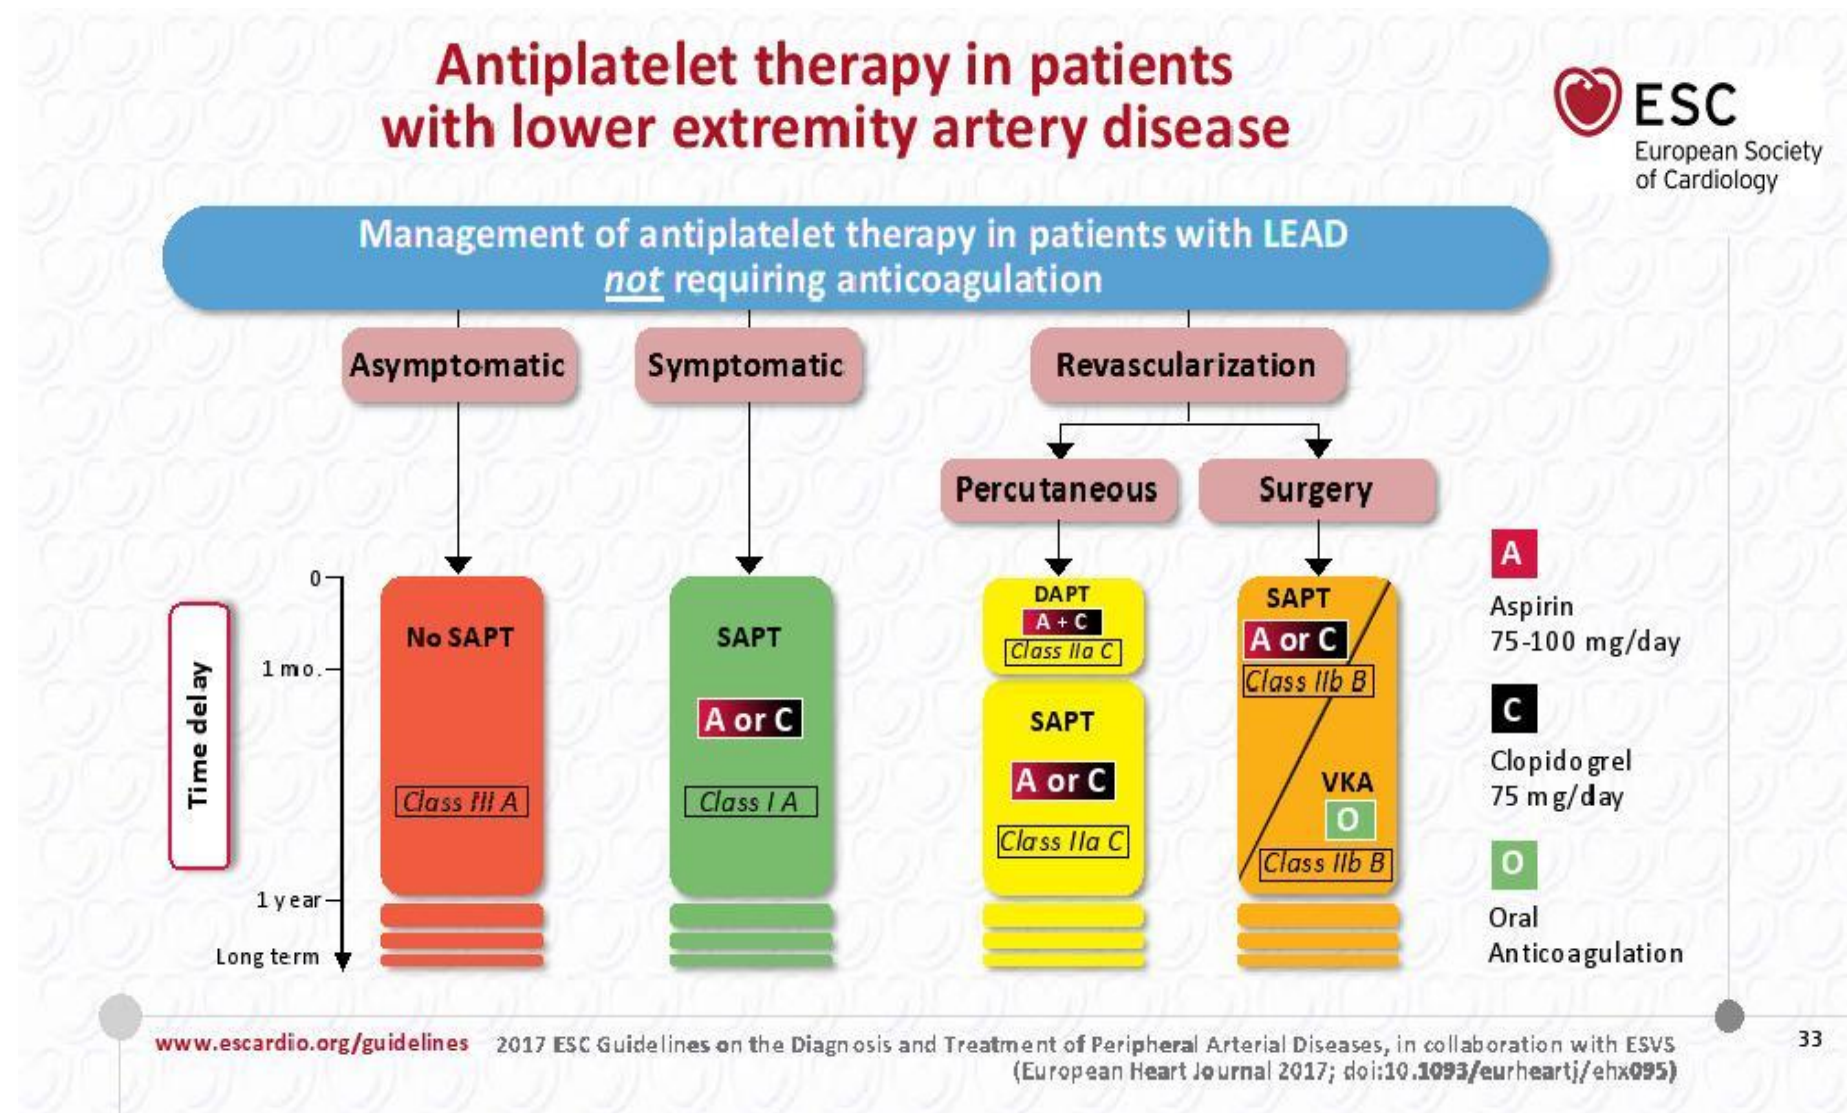 Antiplatelet therapy in patients
with lower extremity artery disease
ESC
European Society
of Cardiology
Management of antiplatelet therapy in patients with LEAD
not requiring anticoagulation
Asymptomatic
Symptomatic
Revascularization
Percutaneous
Surgery
Time delay
0
1 mo.
1 year
Long term
No SAPT
Class III A
SAPT
A or C
Class I A
DAPT
A + C
Class IIa C
SAPT
A or C
Class IIa C
SAPT
A or C
Class IIb B
VKA
O
Class IIb B
A
Aspirin
75-100 mg/day
C
Clopidogrel
75 mg/day
O
Oral
Anticoagulation
www.escardio.org/guidelines
2017 ESC Guidelines on the Diagnosis and Treatment of Peripheral Arterial Diseases, in collaboration with ESVS
(European Heart Journal 2017; doi:10.1093/eurheartj/ehx095)
33